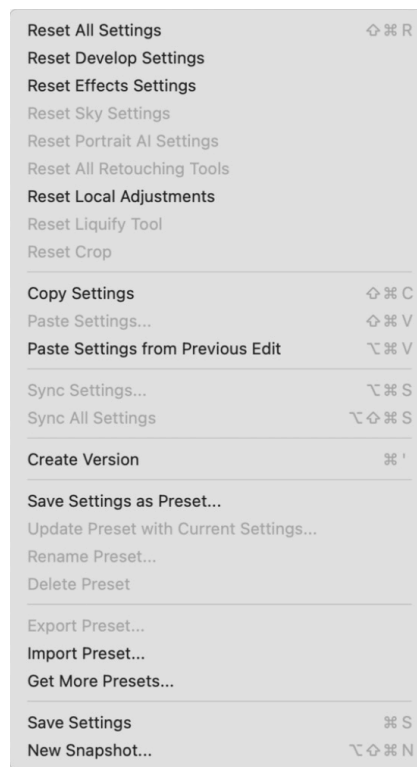 Reset All Settings ⇧⌘R
Reset Develop Settings
Reset Effects Settings
Reset Sky Settings
Reset Portrait AI Settings
Reset All Retouching Tools
Reset Local Adjustments
Reset Liquify Tool
Reset Crop
Copy Settings ⇧⌘C
Paste Settings... ⇧⌘V
Paste Settings from Previous Edit ⌥⌘V
Sync Settings... ⌥⌘S
Sync All Settings ⌥⇧⌘S
Create Version ⌘'
Save Settings as Preset...
Update Preset with Current Settings...
Rename Preset...
Delete Preset
Export Preset...
Import Preset...
Get More Presets...
Save Settings ⌘S
New Snapshot... ⌥⇧⌘N